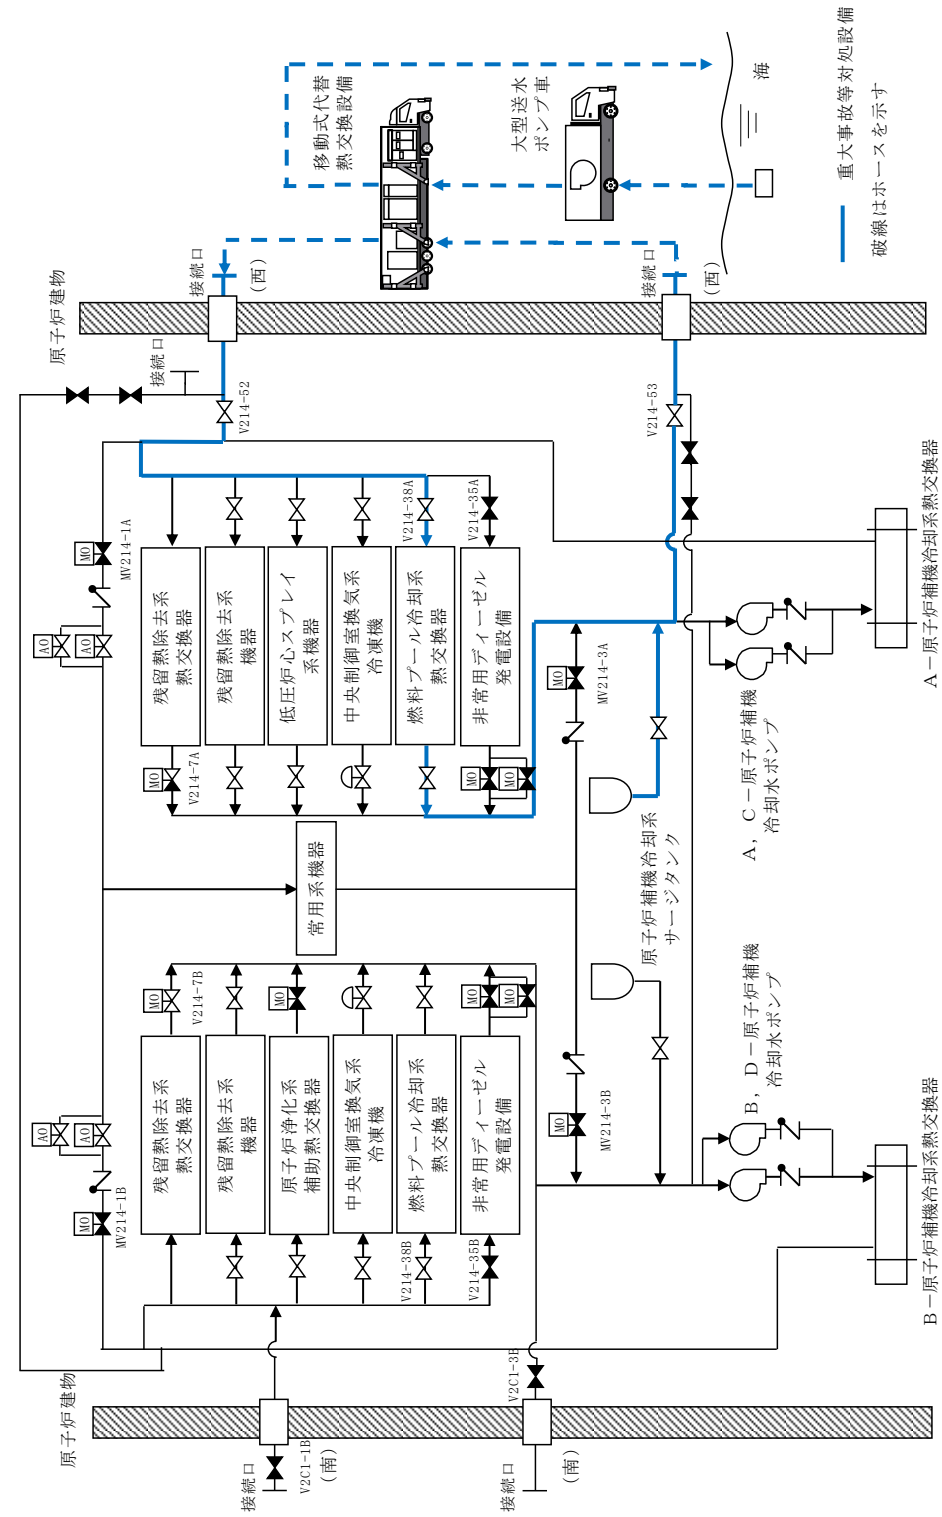 重大事故等対処設備
破線はホースを示す
海
大型送水
ポンプ車
移動式代替
熱交換設備
接続口
(西)
接続口
(西)
原子炉建物
接続口
V214-52
V214-53
MO
MV214-1A
AO
AO
V214-38A
V214-35A
残留熱除去系
熱交換器
残留熱除去系
機器
低圧炉心スプレイ
系機器
中央制御室換気系
冷凍機
燃料プール冷却系
熱交換器
非常用ディーゼル
発電設備
MO
V214-7A
MO
MO
MO
MV214-3A
A-原子炉補機冷却系熱交換器
A, C-原子炉補機
冷却水ポンプ
原子炉補機冷却系
サージタンク
常用系機器
MO
V214-7B
MO
MO
MO
残留熱除去系
熱交換器
残留熱除去系
機器
原子炉浄化系
補助熱交換器
中央制御室換気系
冷凍機
燃料プール冷却系
熱交換器
非常用ディーゼル
発電設備
AO
AO
MO
MV214-1B
V214-38B
V214-35B
MO
MV214-3B
B, D-原子炉補機
冷却水ポンプ
B-原子炉補機冷却系熱交換器
原子炉建物
V2C1-3B
V2C1-1B
接続口
(南)
接続口
(南)